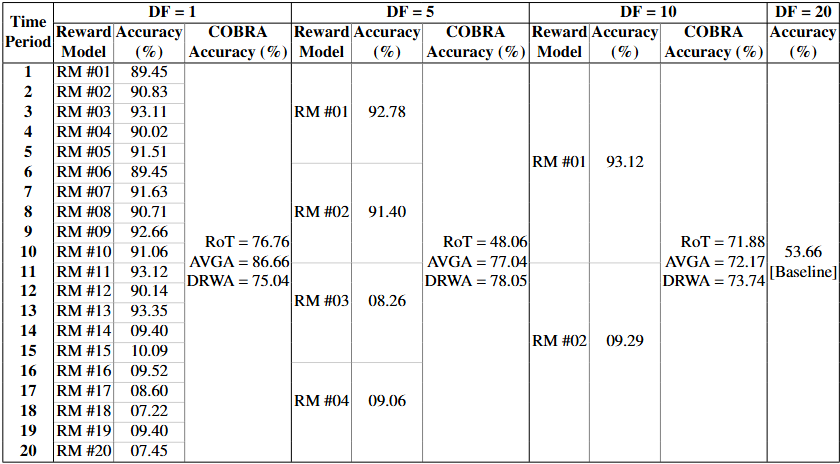 Time Period | DF = 1 | DF = 5 | DF = 10 | DF = 20
Reward Model | Accuracy (%) | COBRA Accuracy (%) | Reward Model | Accuracy (%) | COBRA Accuracy (%) | Reward Model | Accuracy (%) | COBRA Accuracy (%) | Accuracy (%)
1 RM #01 89.45
2 RM #02 90.83
3 RM #03 93.11 RM #01 92.78
4 RM #04 90.02
5 RM #05 91.51
6 RM #06 89.45 RM #01 93.12
7 RM #07 91.63
8 RM #08 90.71 RM #02 91.40
9 RM #09 92.66
RoT = 76.76 RoT = 48.06 RoT = 71.88
10 RM #10 91.06 AVGA = 86.66 AVGA = 77.04 AVGA = 72.17 53.66
11 RM #11 93.12 DRWA = 75.04 DRWA = 78.05 DRWA = 73.74 [Baseline]
12 RM #12 90.14
13 RM #13 93.35 RM #03 08.26
14 RM #14 09.40
15 RM #15 10.09 RM #02 09.29
16 RM #16 09.52
17 RM #17 08.60
18 RM #18 07.22 RM #04 09.06
19 RM #19 09.40
20 RM #20 07.45